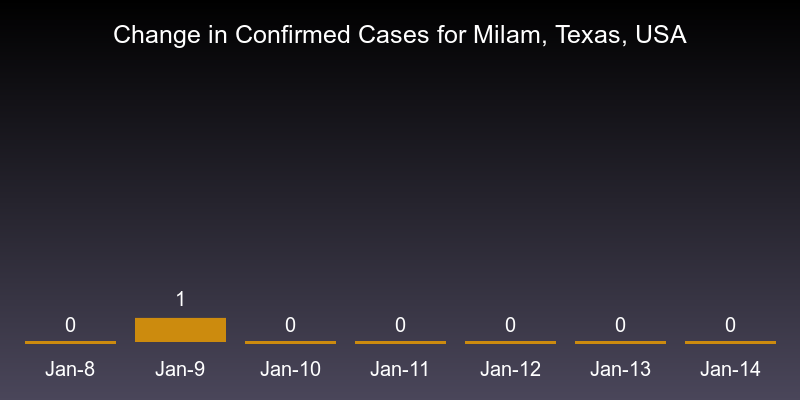 Change in Confirmed Cases for Milam, Texas, USA
0 1 0 0 0 0 0
Jan-8 Jan-9 Jan-10 Jan-11 Jan-12 Jan-13 Jan-14